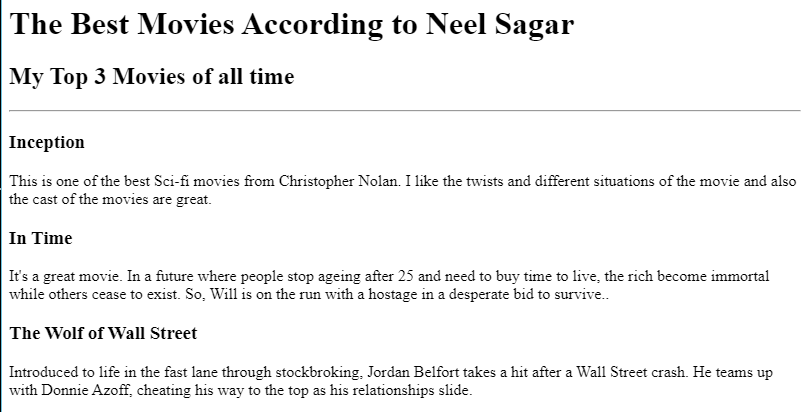 The Best Movies According to Neel Sagar
My Top 3 Movies of all time
Inception
This is one of the best Sci-fi movies from Christopher Nolan. I like the twists and different situations of the movie and also
the cast of the movies are great.
In Time
It's a great movie. In a future where people stop ageing after 25 and need to buy time to live, the rich become immortal
while others cease to exist. So, Will is on the run with a hostage in a desperate bid to survive..
The Wolf of Wall Street
Introduced to life in the fast lane through stockbroking, Jordan Belfort takes a hit after a Wall Street crash. He teams up
with Donnie Azoff, cheating his way to the top as his relationships slide.